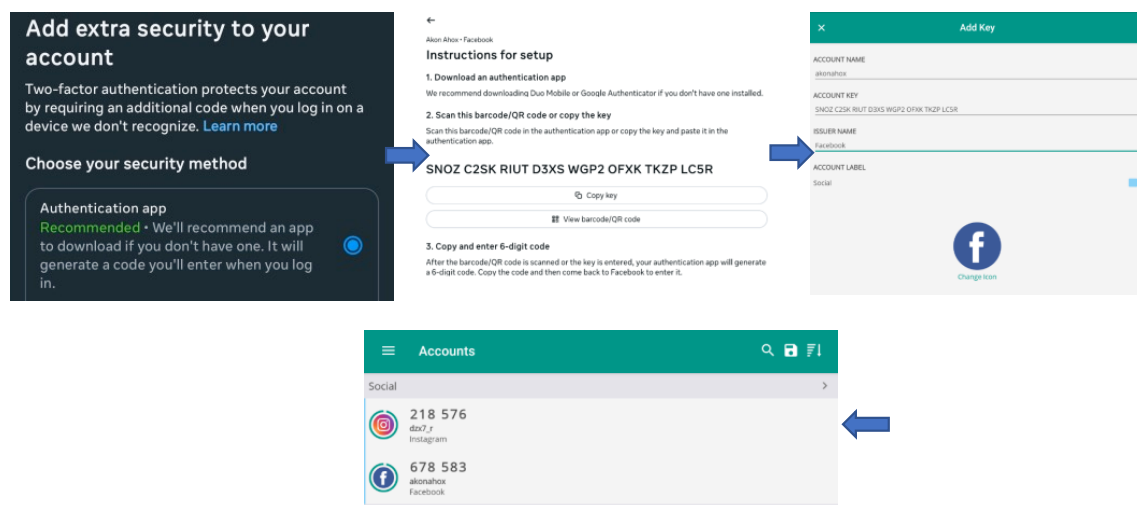 Add extra security to your
account
Two-factor authentication protects your account
by requiring an additional code when you log in on a
device we don't recognize. Learn more
Choose your security method
Authentication app
Recommended • We'll recommend an app
to download if you don't have one. It will
generate a code you'll enter when you log
in.
Akon Ahox • Facebook
Instructions for setup
1. Download an authentication app
We recommend downloading Duo Mobile or Google Authenticator if you don't have one installed.
2. Scan this barcode/QR code or copy the key
Scan this barcode/QR code in the authentication app or copy the key and paste it in the
authentication app.
SNOZ C2SK RIUT D3XS WGP2 OFXK TKZP LC5R
Copy key
View barcode/QR code
3. Copy and enter 6-digit code
After the barcode/QR code is scanned or the key is entered, your authentication app will generate
a 6-digit code. Copy the code and then come back to Facebook to enter it.
Add Key
ACCOUNT NAME
akonahox
ACCOUNT KEY
SNOZ C2SK RIUT D3XS WGP2 OFXK TKZP LC5R
ISSUER NAME
Facebook
ACCOUNT LABEL
Social
Change Icon
Accounts
Social
218 576
dzx7_r
Instagram
678 583
akonahox
Facebook